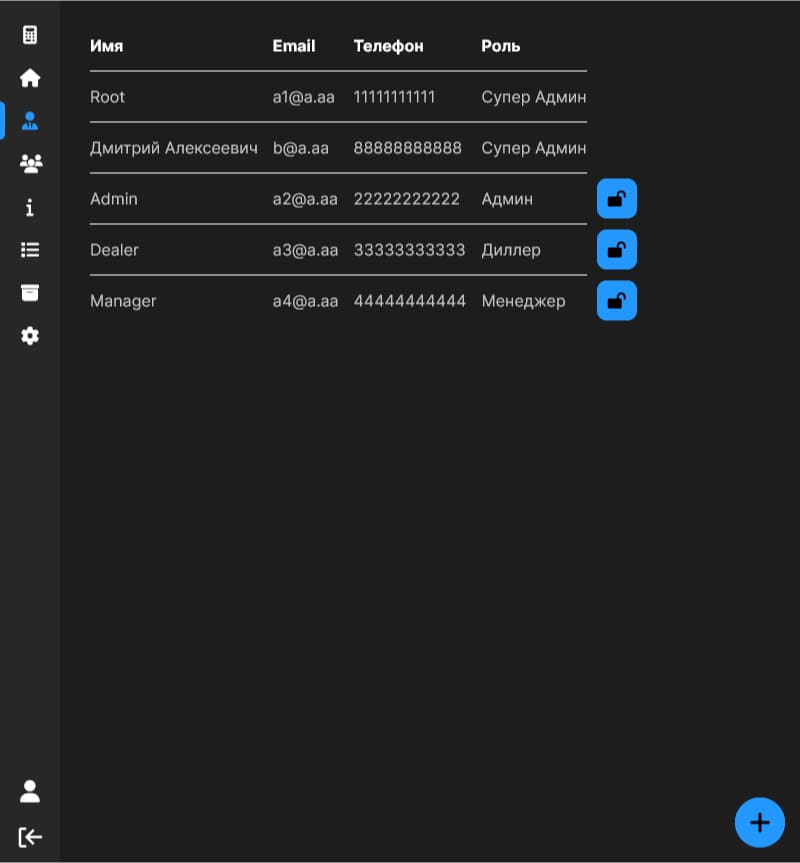 Имя Email Телефон Роль
Root a1@a.aa 11111111111 Супер Админ
Дмитрий Алексеевич b@a.aa 88888888888 Супер Админ
Admin a2@a.aa 22222222222 Админ
Dealer a3@a.aa 33333333333 Диллер
Manager a4@a.aa 44444444444 Менеджер